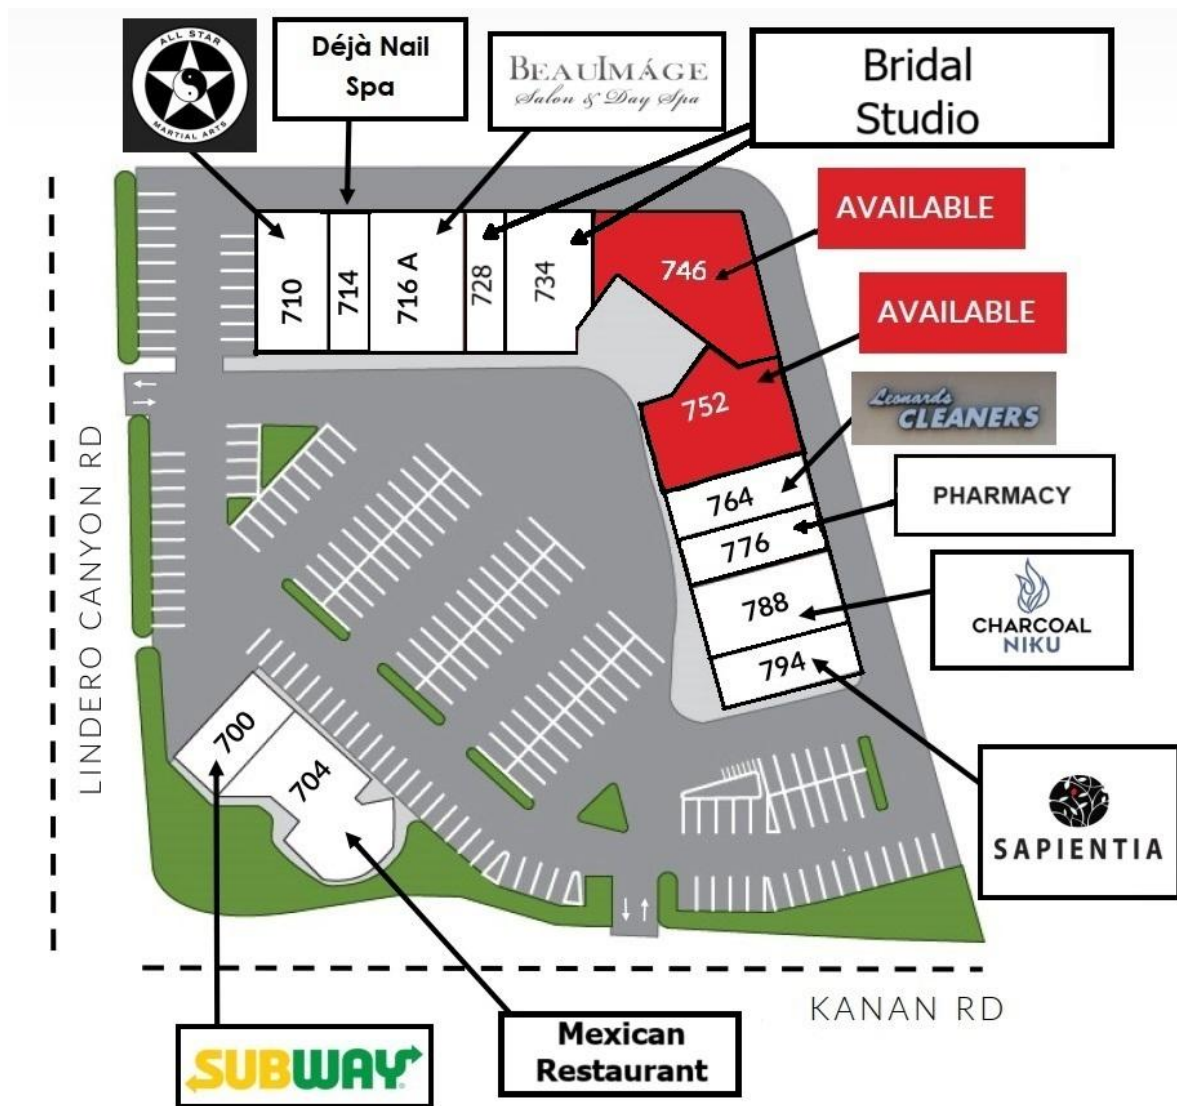 ALL STAR
MARTIAL ARTS
Déjà Nail
Spa
BEAUIMÁGE
Salon & Day Spa
Bridal
Studio
AVAILABLE
AVAILABLE
710
714
716 A
728
734
746
752
Leonards
CLEANERS
764
PHARMACY
776
788
CHARCOAL
NIKU
794
SAPIENTIA
LINDERO CANYON RD
700
704
KANAN RD
SUBWAY
Mexican
Restaurant